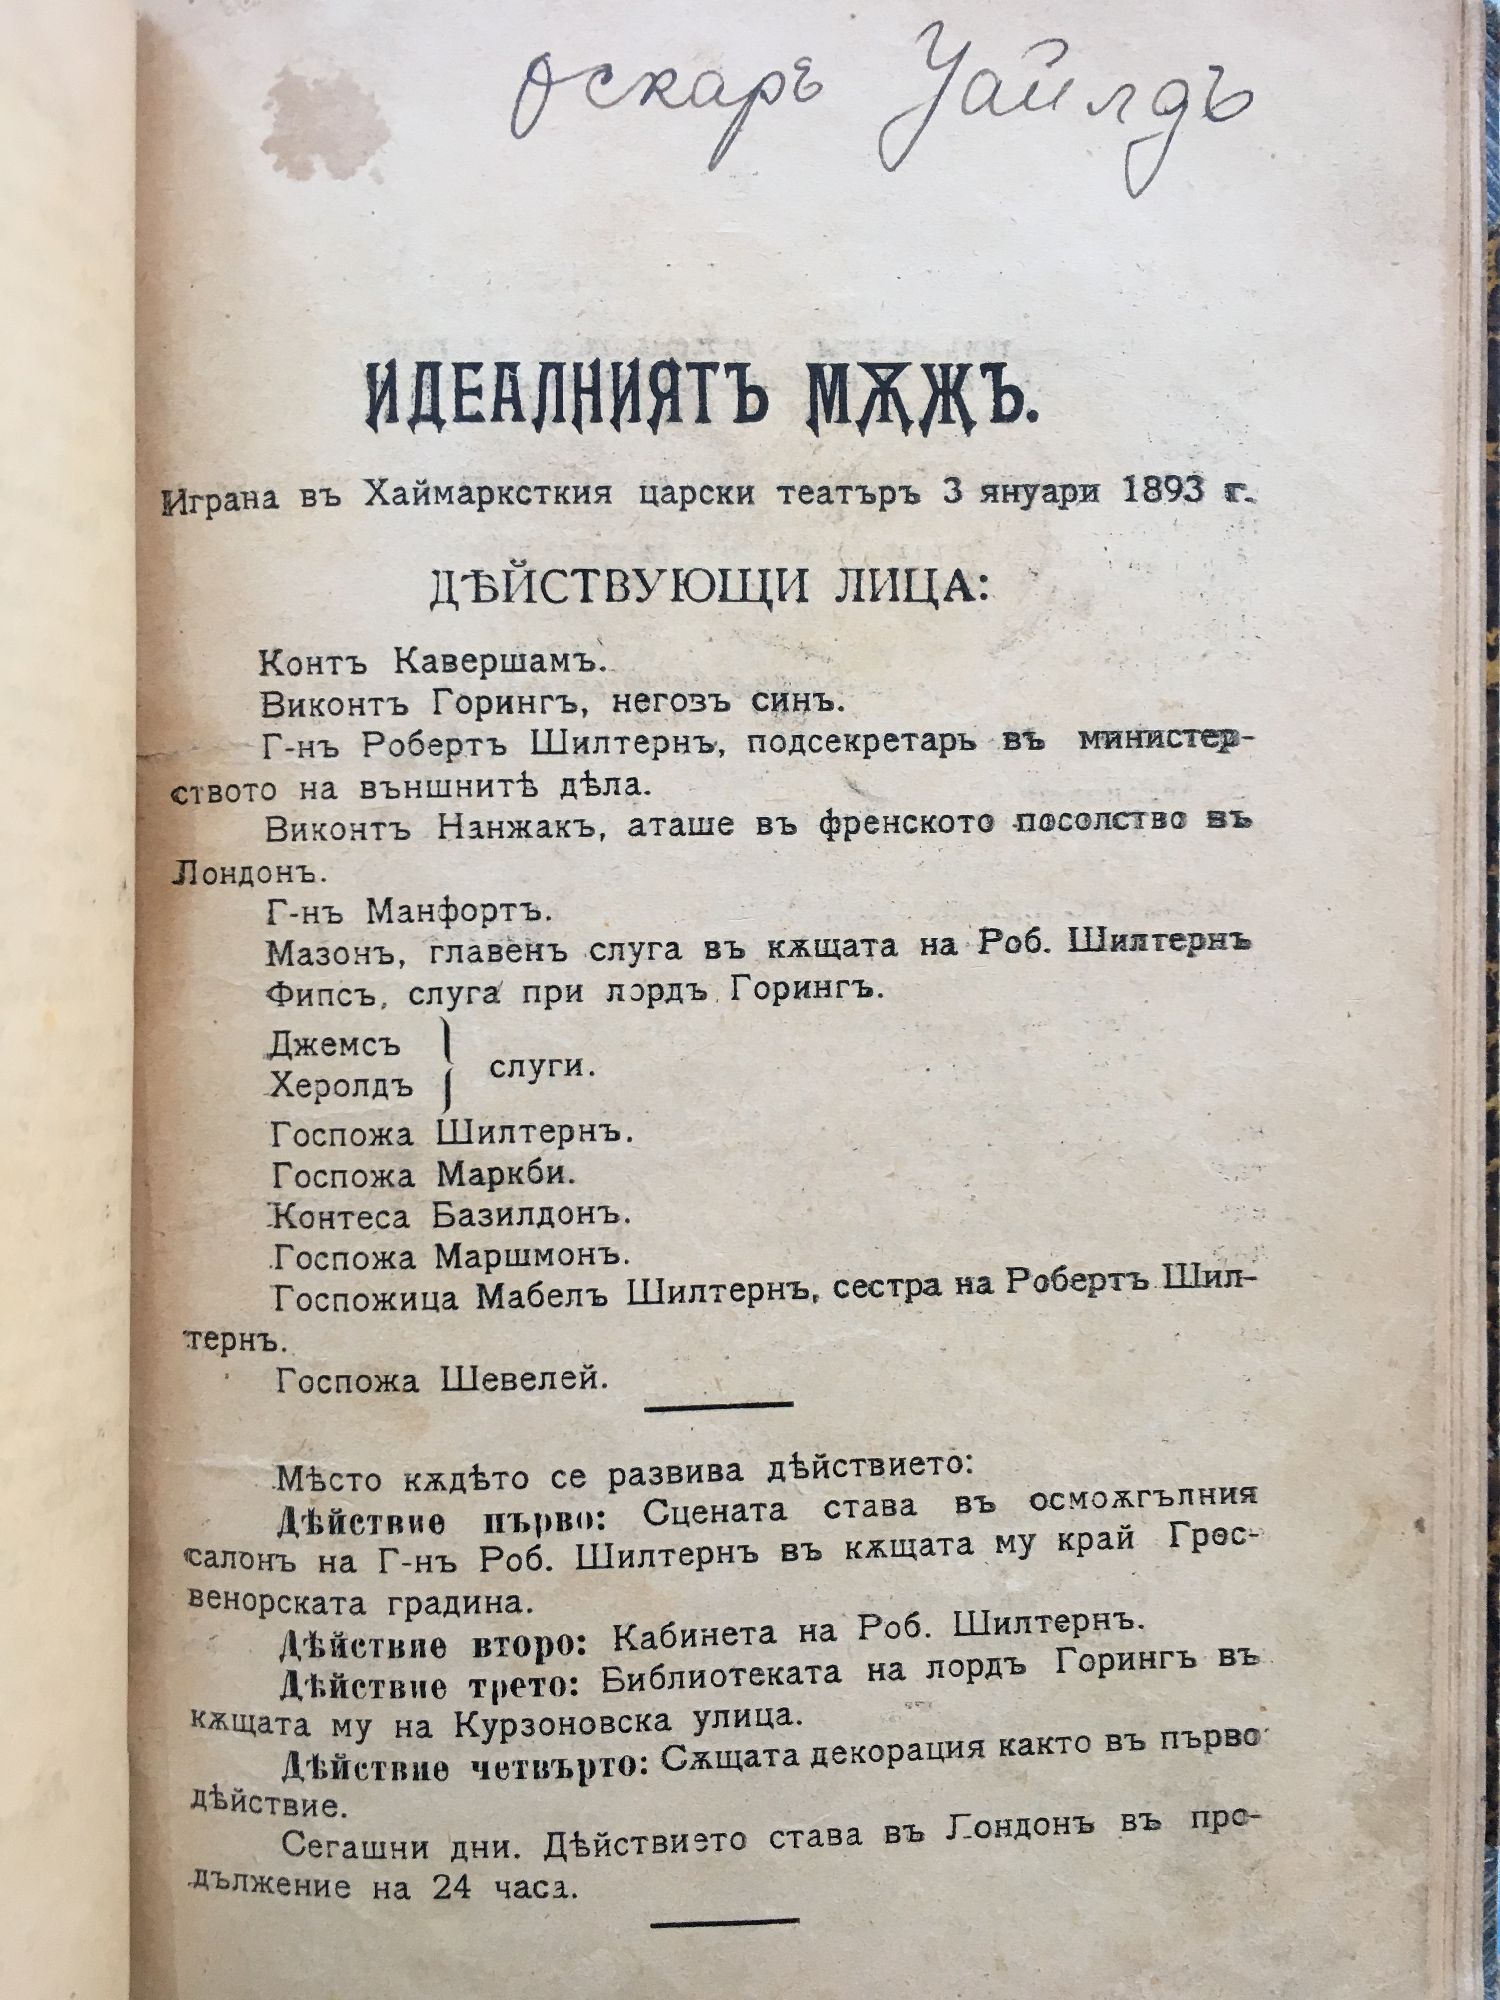 Оскаръ Уайлдъ
ИДЕАЛНИЯТЪ МѪЖЪ.
Играна въ Хаймарксткия царски театъръ 3 януари 1893 г.
ДѢЙСТВУЮЩИ ЛИЦА:
Контъ Кавершамъ.
Виконтъ Горингъ, неговъ синъ.
Г-нъ Робертъ Шилтернъ, подсекретарь въ министер-
ството на външнитѣ дѣла.
Виконтъ Нанжакъ, аташе въ френското посолство въ
Лондонъ.
Г-нъ Манфортъ.
Мазонъ, главенъ слуга въ кѫщата на Роб. Шилтернъ
Фипсъ, слуга при лордъ Горингъ.
Джемсъ
Херолдъ } слуги.
Госпожа Шилтернъ.
Госпожа Маркби.
Контеса Базилдонъ.
Госпожа Маршмонъ.
Госпожица Мабелъ Шилтернъ, сестра на Робертъ Шил-
тернъ.
Госпожа Шевелей.
Мѣсто кѫдѣто се развива дѣйствието:
Дѣйствие първо: Сцената става въ осмоѫгълния
салонъ на Г-нъ Роб. Шилтернъ въ кѫщата му край Грос-
венорската градина.
Дѣйствие второ: Кабинета на Роб. Шилтернъ.
Дѣйствие трето: Библиотеката на лордъ Горингъ въ
кѫщата му на Курзоновска улица.
Дѣйствие четвърто: Сѫщата декорация както въ първо
дѣйствие.
Сегашни дни. Дѣйствието става въ Лондонъ въ про-
дължение на 24 часа.